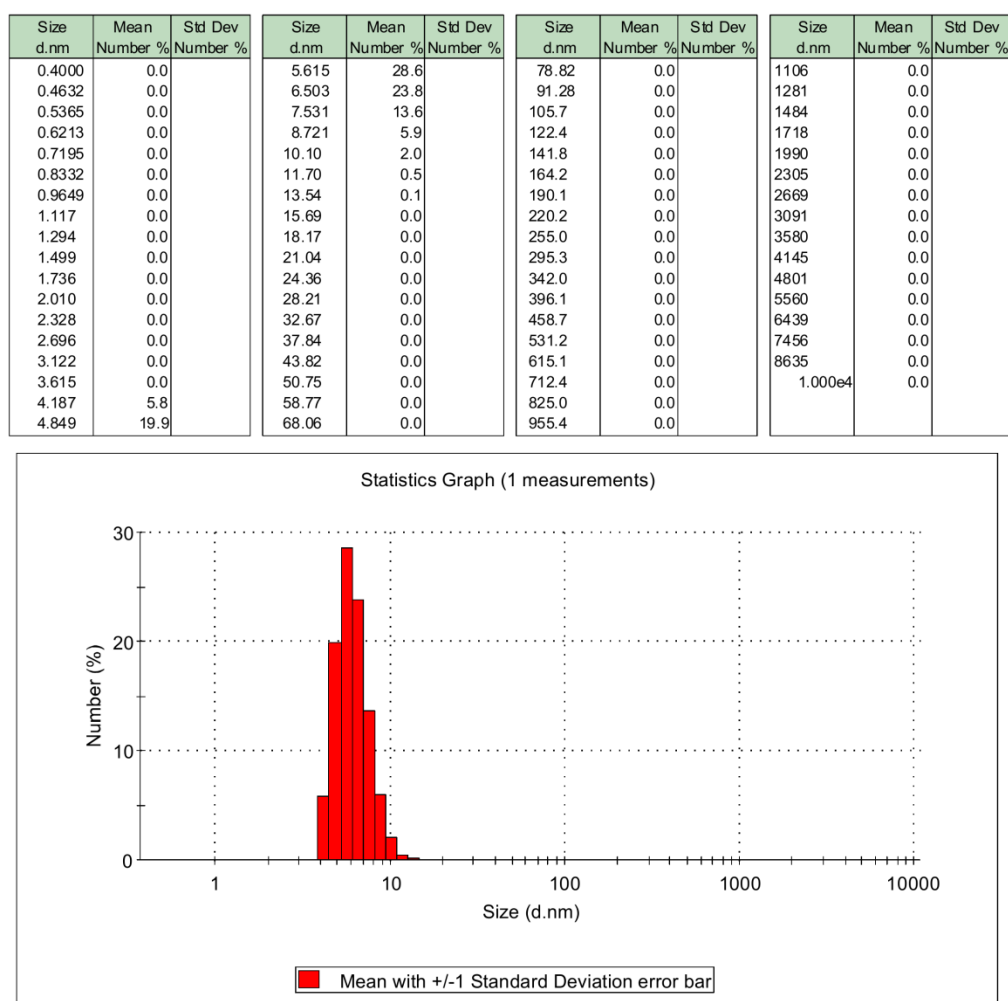 Size Mean Std Dev Size Mean Std Dev Size Mean Std Dev Size Mean Std Dev
d.nm Number % Number % d.nm Number % Number % d.nm Number % Number % d.nm Number % Number %
0.4000 0.0 5.615 28.6 78.82 0.0 1106 0.0
0.4632 0.0 6.503 23.8 91.28 0.0 1281 0.0
0.5365 0.0 7.531 13.6 105.7 0.0 1484 0.0
0.6213 0.0 8.721 5.9 122.4 0.0 1718 0.0
0.7195 0.0 10.10 2.0 141.8 0.0 1990 0.0
0.8332 0.0 11.70 0.5 164.2 0.0 2305 0.0
0.9649 0.0 13.54 0.1 190.1 0.0 2669 0.0
1.117 0.0 15.69 0.0 220.2 0.0 3091 0.0
1.294 0.0 18.17 0.0 255.0 0.0 3580 0.0
1.499 0.0 21.04 0.0 295.3 0.0 4145 0.0
1.736 0.0 24.36 0.0 342.0 0.0 4801 0.0
2.010 0.0 28.21 0.0 396.1 0.0 5560 0.0
2.328 0.0 32.67 0.0 458.7 0.0 6439 0.0
2.696 0.0 37.84 0.0 531.2 0.0 7456 0.0
3.122 0.0 43.82 0.0 615.1 0.0 8635 0.0
3.615 0.0 50.75 0.0 712.4 0.0 1.000e4 0.0
4.187 5.8 58.77 0.0 825.0 0.0
4.849 19.9 68.06 0.0 955.4 0.0
Statistics Graph (1 measurements)
30
20
10
0
Number (%)
1 10 100 1000 10000
Size (d.nm)
Mean with +/-1 Standard Deviation error bar